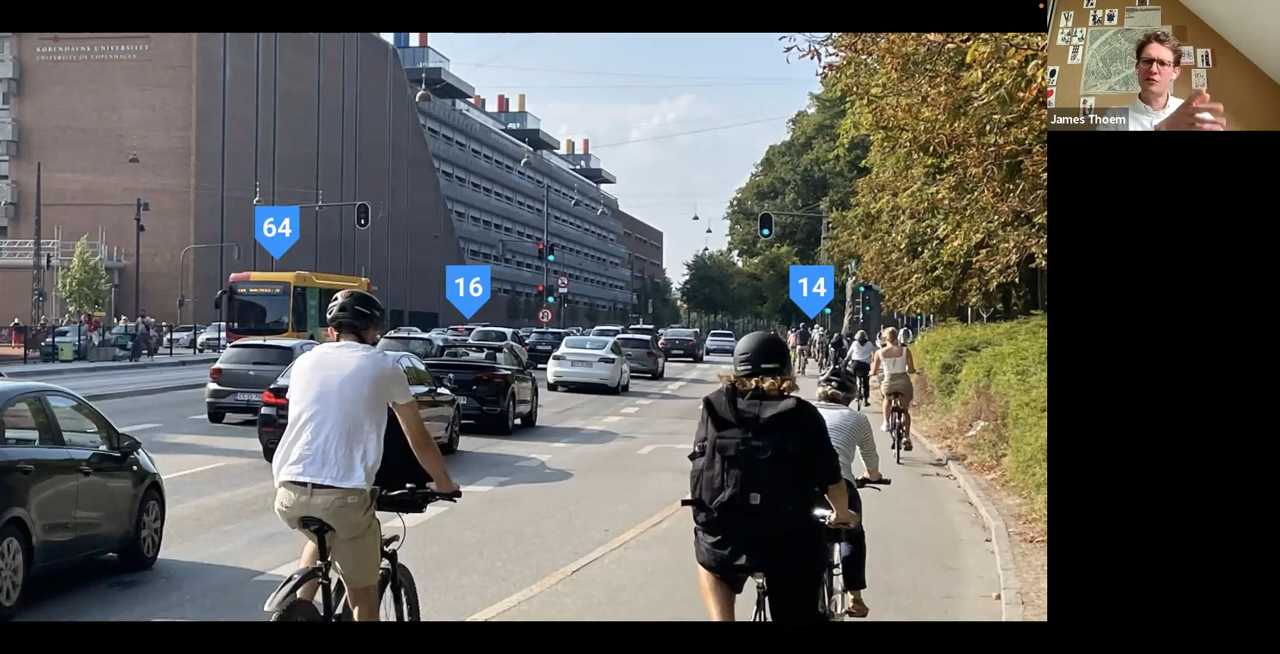 KØBENHAVNS UNIVERSITET
UNIVERSITY OF COPENHAGEN
64
16
14
James Thoem